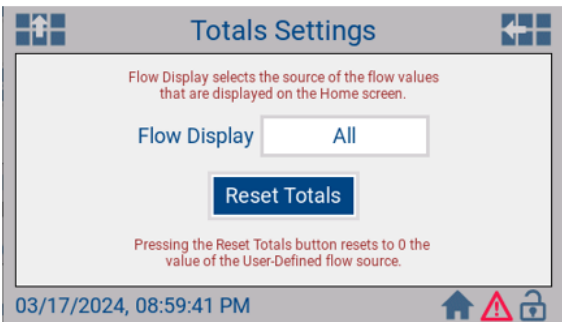 Totals Settings
Flow Display selects the source of the flow values
that are displayed on the Home screen.
Flow Display All
Reset Totals
Pressing the Reset Totals button resets to 0 the
value of the User-Defined flow source.
03/17/2024, 08:59:41 PM